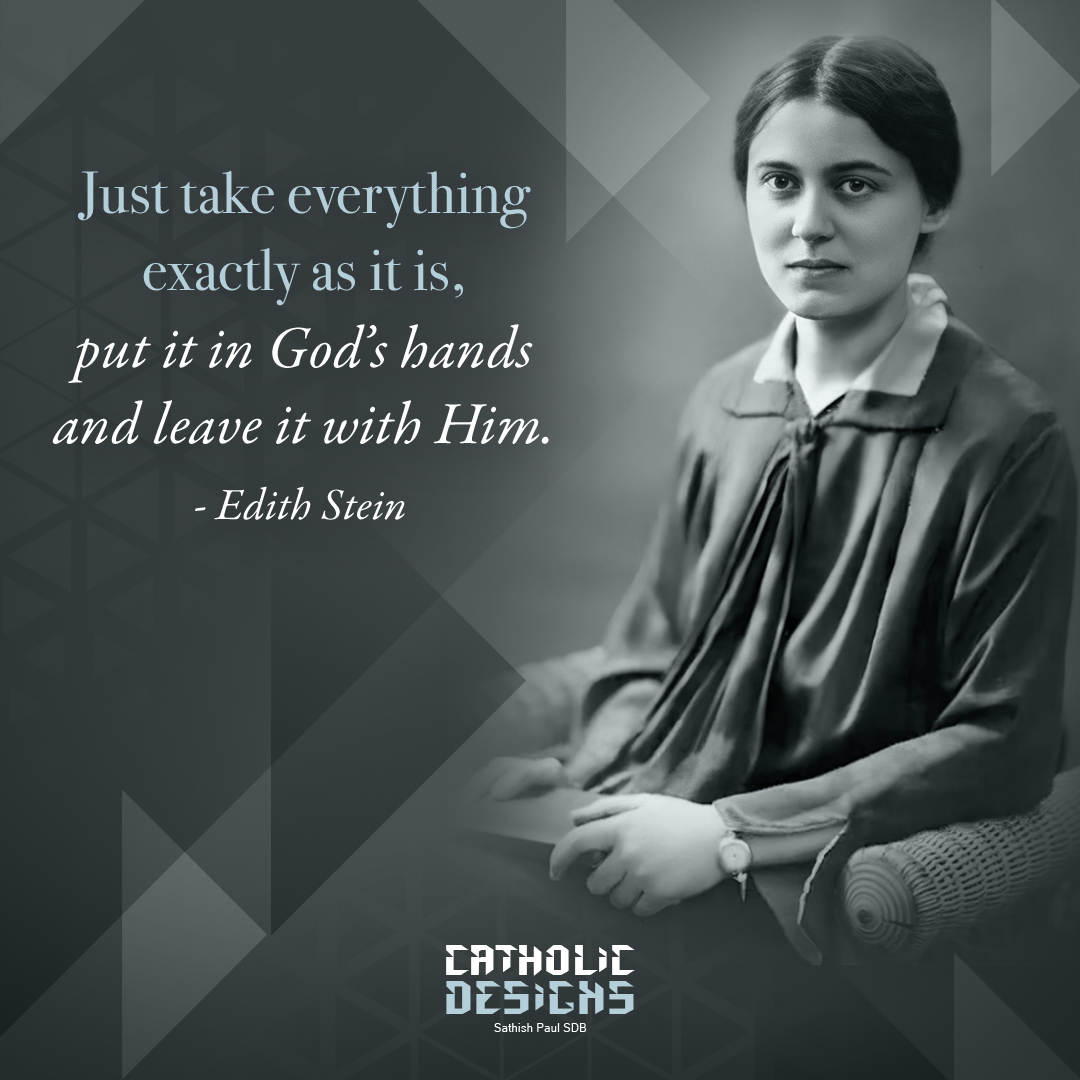 Just take everything
exactly as it is,
put it in God’s hands
and leave it with Him.
- Edith Stein
CATHOLIC
DESIGNS
Sathish Paul SDB